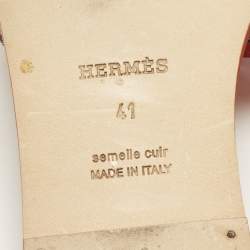 HERMÈS
41
semelle cuir
MADE IN ITALY